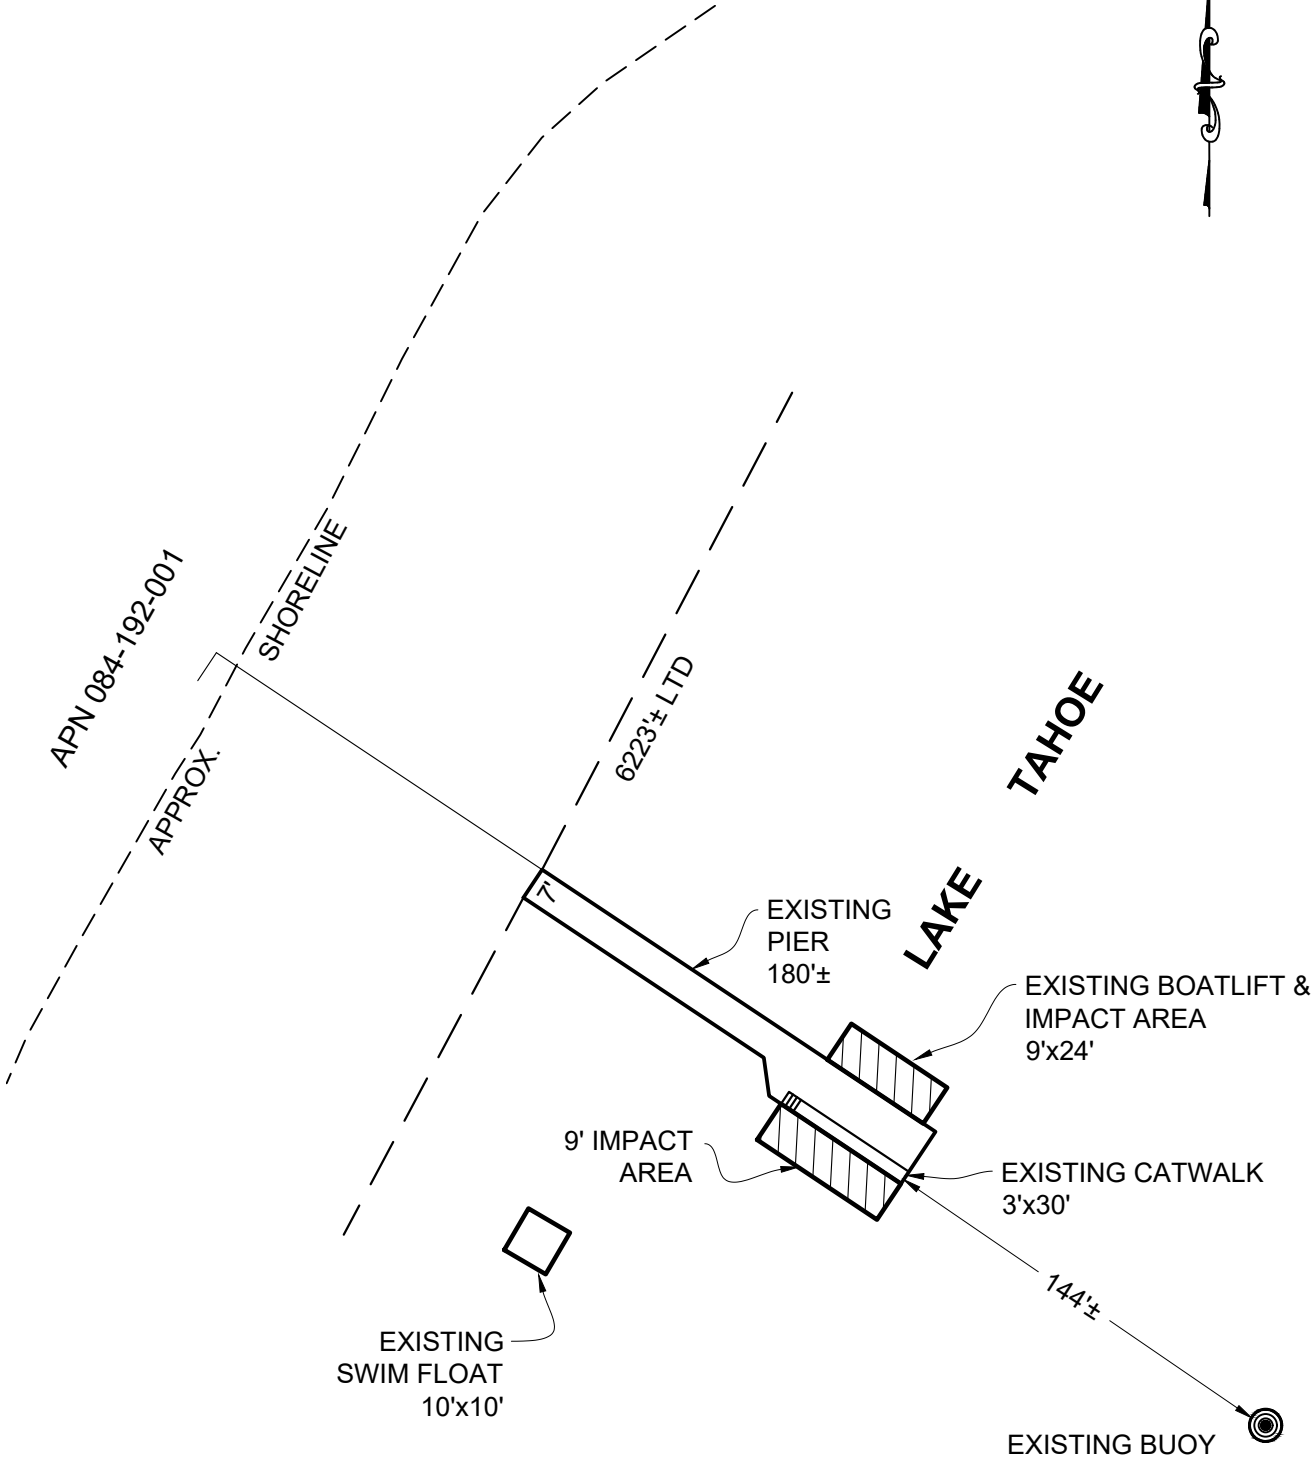 APN 084-192-001
APPROX.
SHORELINE
6223'± LTD
LAKE TAHOE
7'
EXISTING
PIER
180'±
EXISTING BOATLIFT &
IMPACT AREA
9'x24'
9' IMPACT
AREA
EXISTING CATWALK
3'x30'
144'±
EXISTING
SWIM FLOAT
10'x10'
EXISTING BUOY